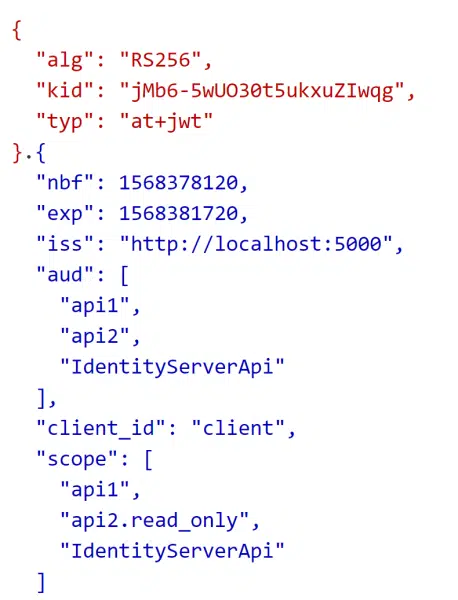 {
  "alg": "RS256",
  "kid": "jMb6-5wUO30t5ukxuZIwqg",
  "typ": "at+jwt"
}.{
  "nbf": 1568378120,
  "exp": 1568381720,
  "iss": "http://localhost:5000",
  "aud": [
    "api1",
    "api2",
    "IdentityServerApi"
  ],
  "client_id": "client",
  "scope": [
    "api1",
    "api2.read_only",
    "IdentityServerApi"
  ]